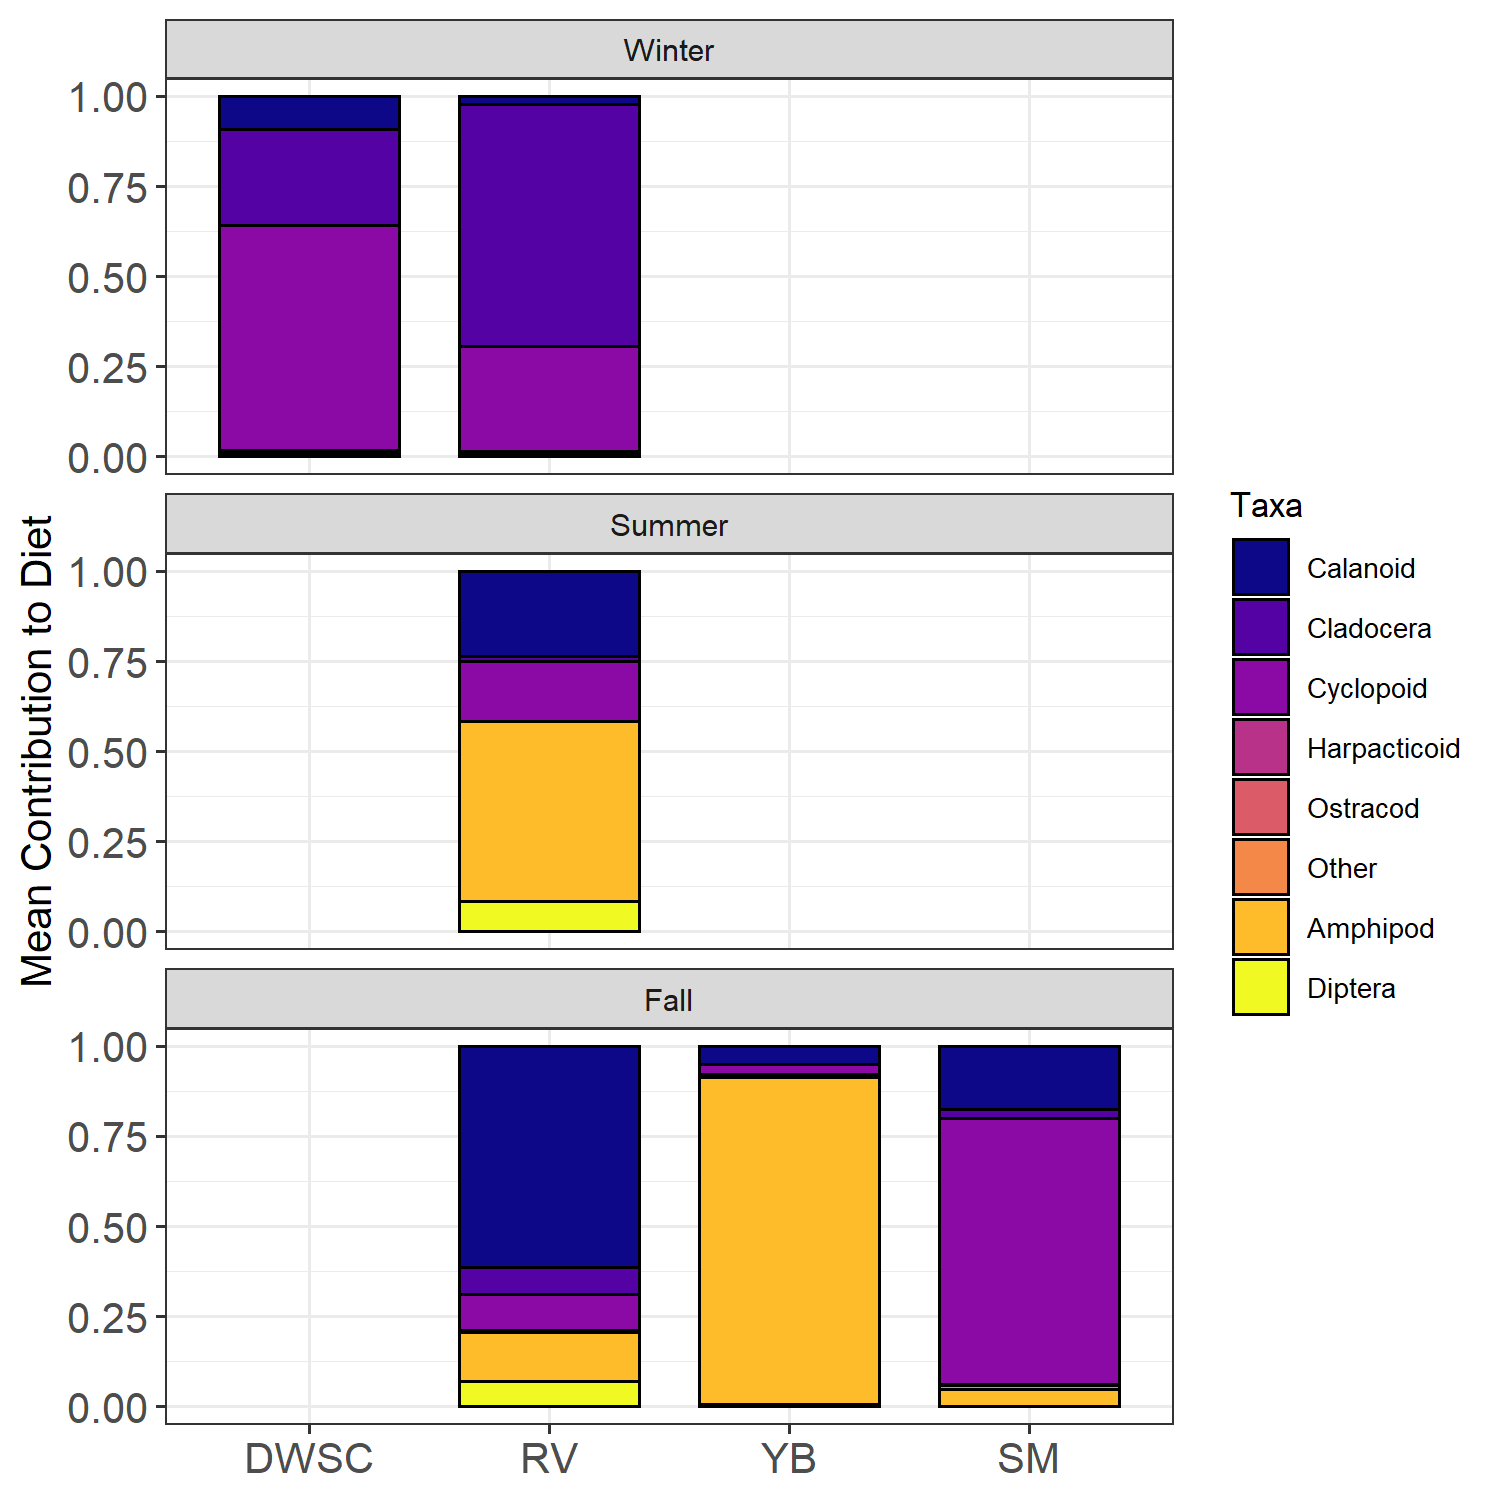 Winter
1.00
0.75
0.50
0.25
0.00
Summer
1.00
0.75
0.50
0.25
0.00
Fall
1.00
0.75
0.50
0.25
0.00
DWSC RV YB SM
Mean Contribution to Diet
Taxa
Calanoid
Cladocera
Cyclopoid
Harpacticoid
Ostracod
Other
Amphipod
Diptera